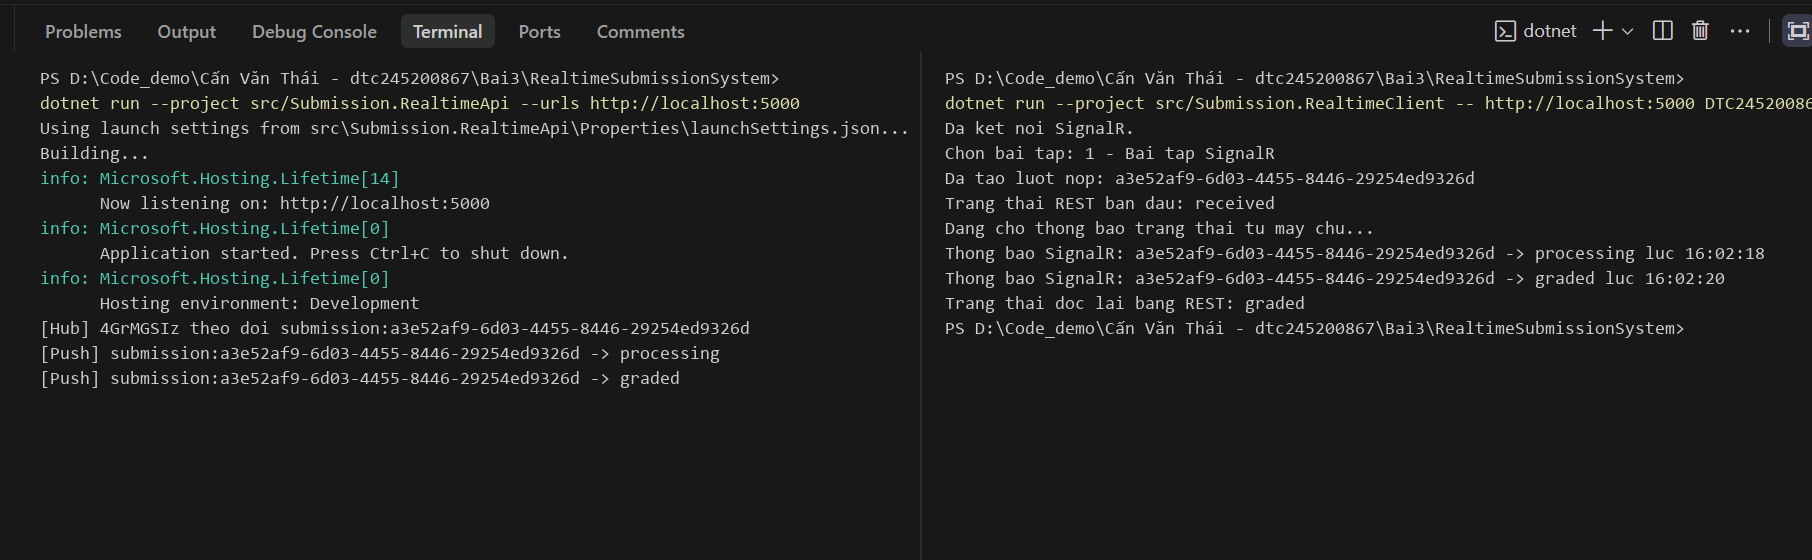 Problems Output Debug Console Terminal Ports Comments dotnet
PS D:\Code_demo\Cấn Văn Thái - dtc245200867\Bai3\RealtimeSubmissionSystem>
dotnet run --project src/Submission.RealtimeApi --urls http://localhost:5000
Using launch settings from src\Submission.RealtimeApi\Properties\launchSettings.json...
Building...
info: Microsoft.Hosting.Lifetime[14]
Now listening on: http://localhost:5000
info: Microsoft.Hosting.Lifetime[0]
Application started. Press Ctrl+C to shut down.
info: Microsoft.Hosting.Lifetime[0]
Hosting environment: Development
[Hub] 4GrMGSIz theo doi submission:a3e52af9-6d03-4455-8446-29254ed9326d
[Push] submission:a3e52af9-6d03-4455-8446-29254ed9326d -> processing
[Push] submission:a3e52af9-6d03-4455-8446-29254ed9326d -> graded
PS D:\Code_demo\Cấn Văn Thái - dtc245200867\Bai3\RealtimeSubmissionSystem>
dotnet run --project src/Submission.RealtimeClient -- http://localhost:5000
Da ket noi SignalR.
Chon bai tap: 1 - Bai tap SignalR
Da tao luot nop: a3e52af9-6d03-4455-8446-29254ed9326d
Trang thai REST ban dau: received
Dang cho thong bao trang thai tu may chu...
Thong bao SignalR: a3e52af9-6d03-4455-8446-29254ed9326d -> processing luc 16:02:18
Thong bao SignalR: a3e52af9-6d03-4455-8446-29254ed9326d -> graded luc 16:02:20
Trang thai doc lai bang REST: graded
PS D:\Code_demo\Cấn Văn Thái - dtc245200867\Bai3\RealtimeSubmissionSystem>